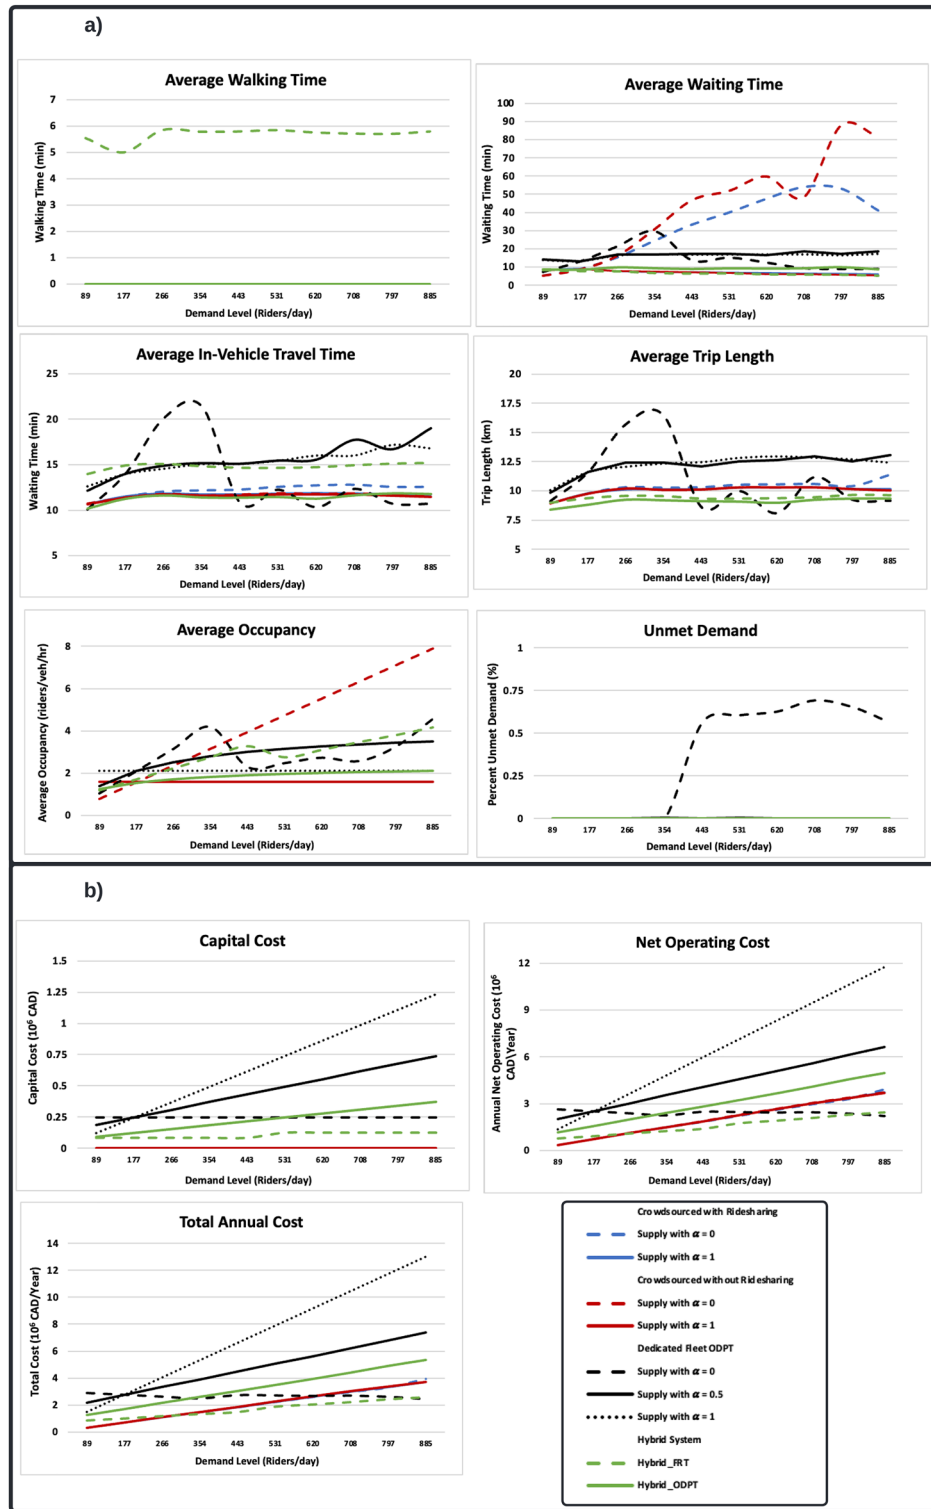 a)
Average Walking Time
7
6
5
4
3
2
1
0
Walking Time (min)
89 177 266 354 443 531 620 708 797 885
Demand Level (Riders/day)
Average Waiting Time
100
90
80
70
60
50
40
30
20
10
0
Waiting Time (min)
89 177 266 354 443 531 620 708 797 885
Demand Level (Riders/day)
Average In-Vehicle Travel Time
25
20
15
10
5
Waiting Time (min)
89 177 266 354 443 531 620 708 797 885
Demand Level (Riders/day)
Average Trip Length
20
17.5
15
12.5
10
7.5
5
Trip Length (km)
89 177 266 354 443 531 620 708 797 885
Demand Level (Riders/day)
Average Occupancy
8
6
4
2
0
Average Occupancy (riders/veh/hr)
89 177 266 354 443 531 620 708 797 885
Demand Level (Riders/day)
Unmet Demand
1
0.75
0.5
0.25
0
Percent Unmet Demand (%)
89 177 266 354 443 531 620 708 797 885
Demand Level (Riders/day)
b)
Capital Cost
1.5
1.25
1
0.75
0.5
0.25
0
Capital Cost (10⁶ CAD)
89 177 266 354 443 531 620 708 797 885
Demand Level (Riders/day)
Net Operating Cost
12
9
6
3
0
Annual Net Operating Cost (10⁶
CAD\Year)
89 177 266 354 443 531 620 708 797 885
Demand Level (Riders/day)
Total Annual Cost
14
12
10
8
6
4
2
0
Total Cost (10⁶ CAD/Year)
89 177 266 354 443 531 620 708 797 885
Demand Level (Riders/day)
Crowdsourced with Ridesharing
Supply with α = 0
Supply with α = 1
Crowdsourced without Ridesharing
Supply with α = 0
Supply with α = 1
Dedicated Fleet ODPT
Supply with α = 0
Supply with α = 0.5
Supply with α = 1
Hybrid System
Hybrid_FRT
Hybrid_ODPT